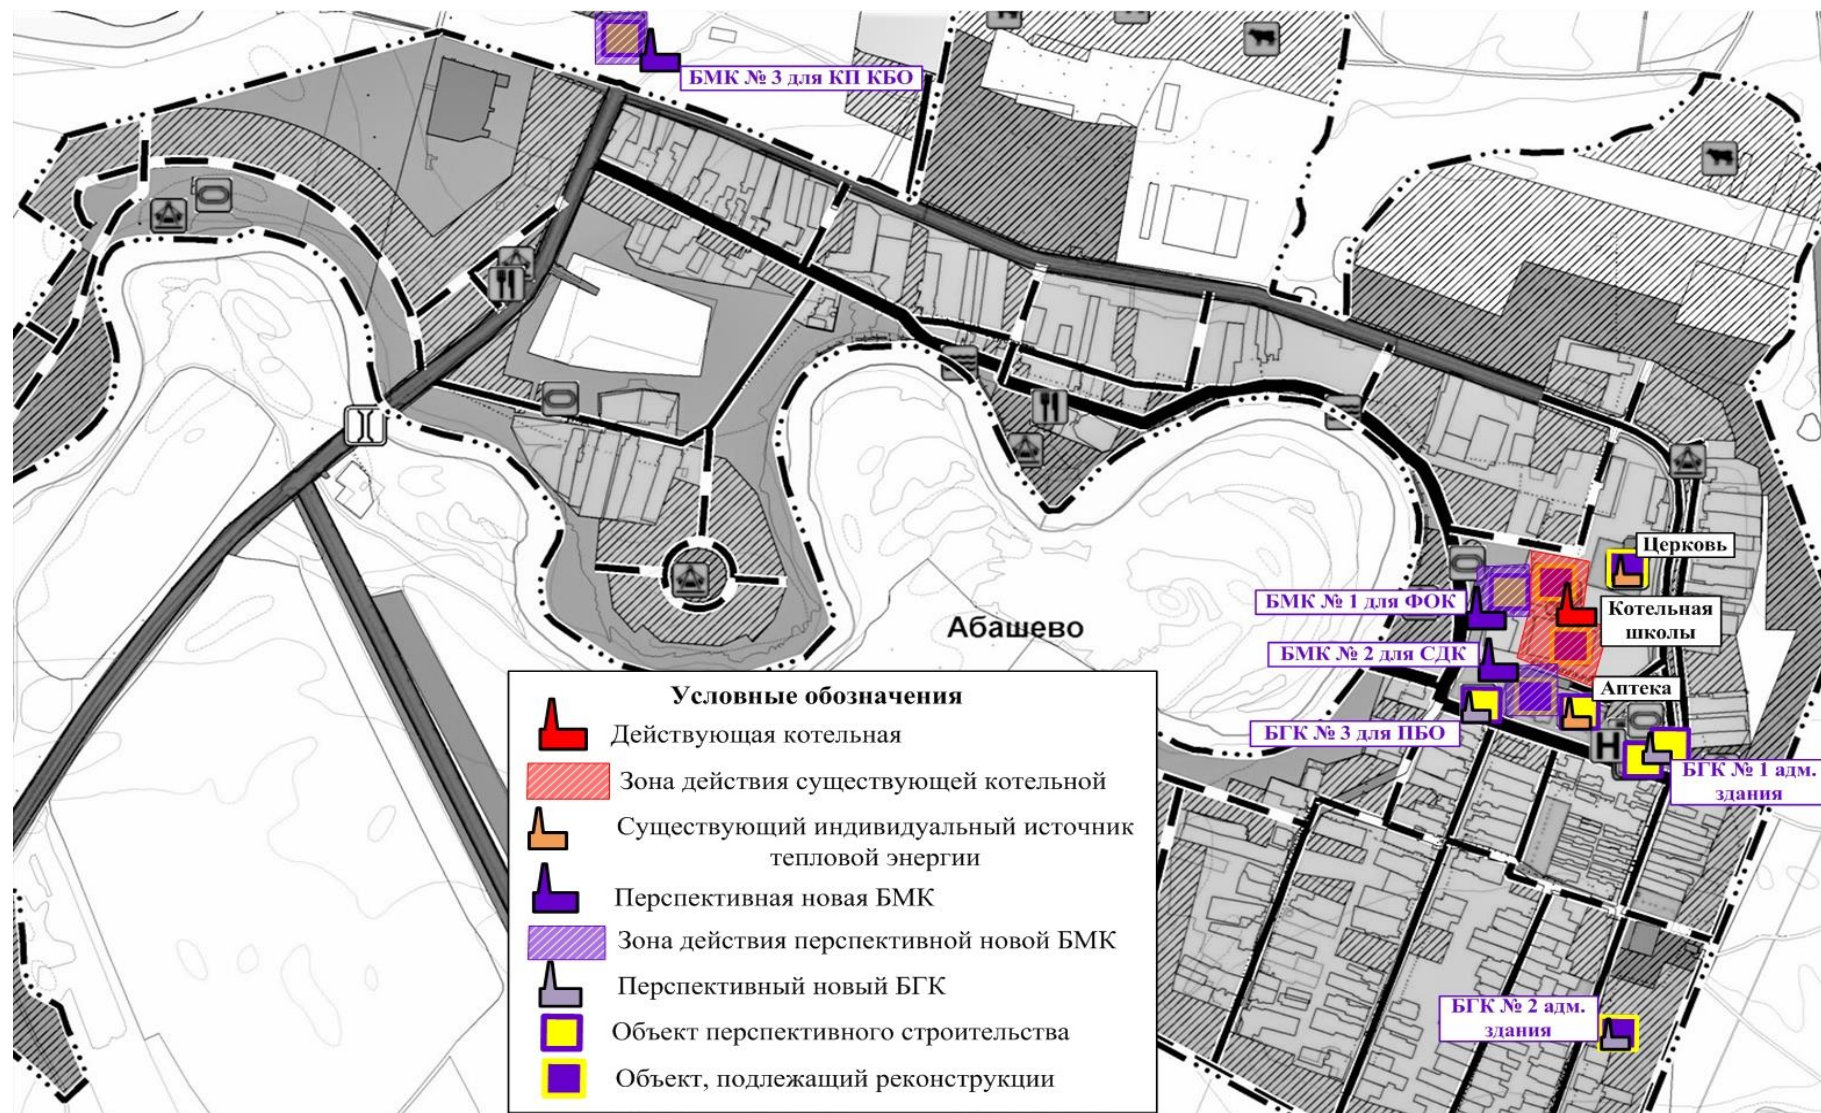 БМК № 3 для КП КБО
Церковь
БМК № 1 для ФОК
Котельная
школы
Абашево
БМК № 2 для СДК
Аптека
БГК № 3 для ПБО
Н
БГК № 1 адм.
здания
БГК № 2 адм.
здания
Условные обозначения
Действующая котельная
Зона действия существующей котельной
Существующий индивидуальный источник
тепловой энергии
Перспективная новая БМК
Зона действия перспективной новой БМК
Перспективный новый БГК
Объект перспективного строительства
Объект, подлежащий реконструкции